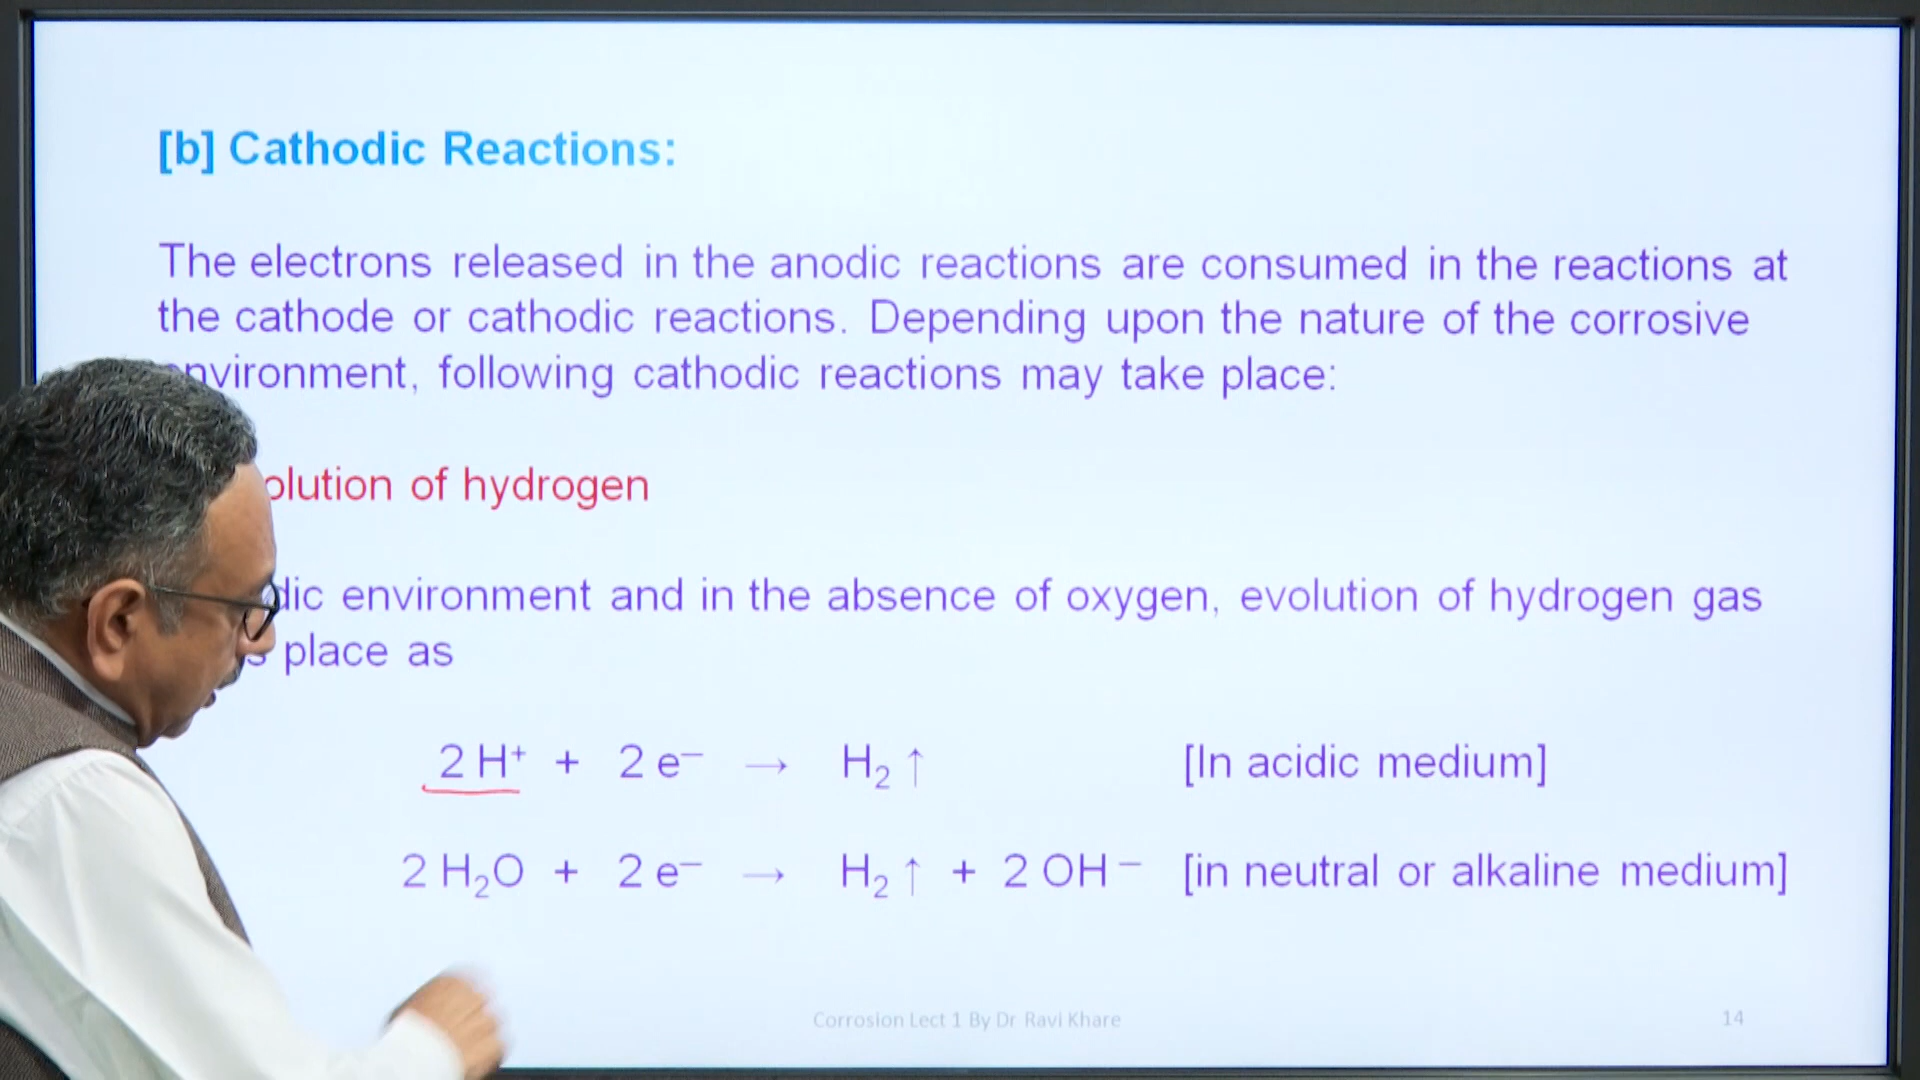 [b] Cathodic Reactions:
The electrons released in the anodic reactions are consumed in the reactions at
the cathode or cathodic reactions. Depending upon the nature of the corrosive
environment, following cathodic reactions may take place:
olution of hydrogen
dic environment and in the absence of oxygen, evolution of hydrogen gas
s place as
2 H⁺ + 2 e⁻ → H₂ ↑ [In acidic medium]
2 H₂O + 2 e⁻ → H₂ ↑ + 2 OH⁻ [in neutral or alkaline medium]
Corrosion Lect 1 By Dr Ravi Khare 14